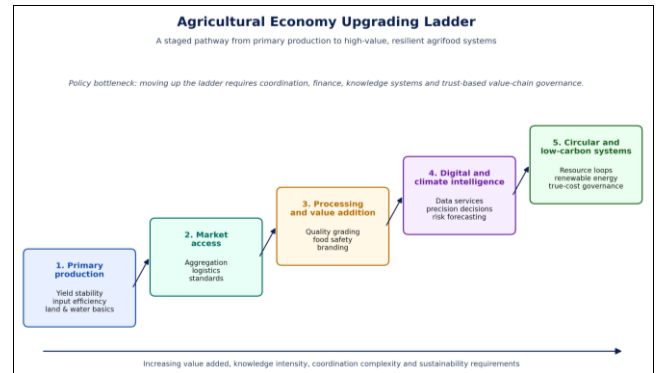 Agricultural Economy Upgrading Ladder
A staged pathway from primary production to high-value, resilient agrifood systems
Policy bottleneck: moving up the ladder requires coordination, finance, knowledge systems and trust-based value-chain governance.
1. Primary
production
Yield stability
input efficiency
land & water basics
2. Market
access
Aggregation
logistics
standards
3. Processing
and value addition
Quality grading
food safety
branding
4. Digital and
climate intelligence
Data services
precision decisions
risk forecasting
5. Circular and
low-carbon systems
Resource loops
renewable energy
true-cost governance
Increasing value added, knowledge intensity, coordination complexity and sustainability requirements